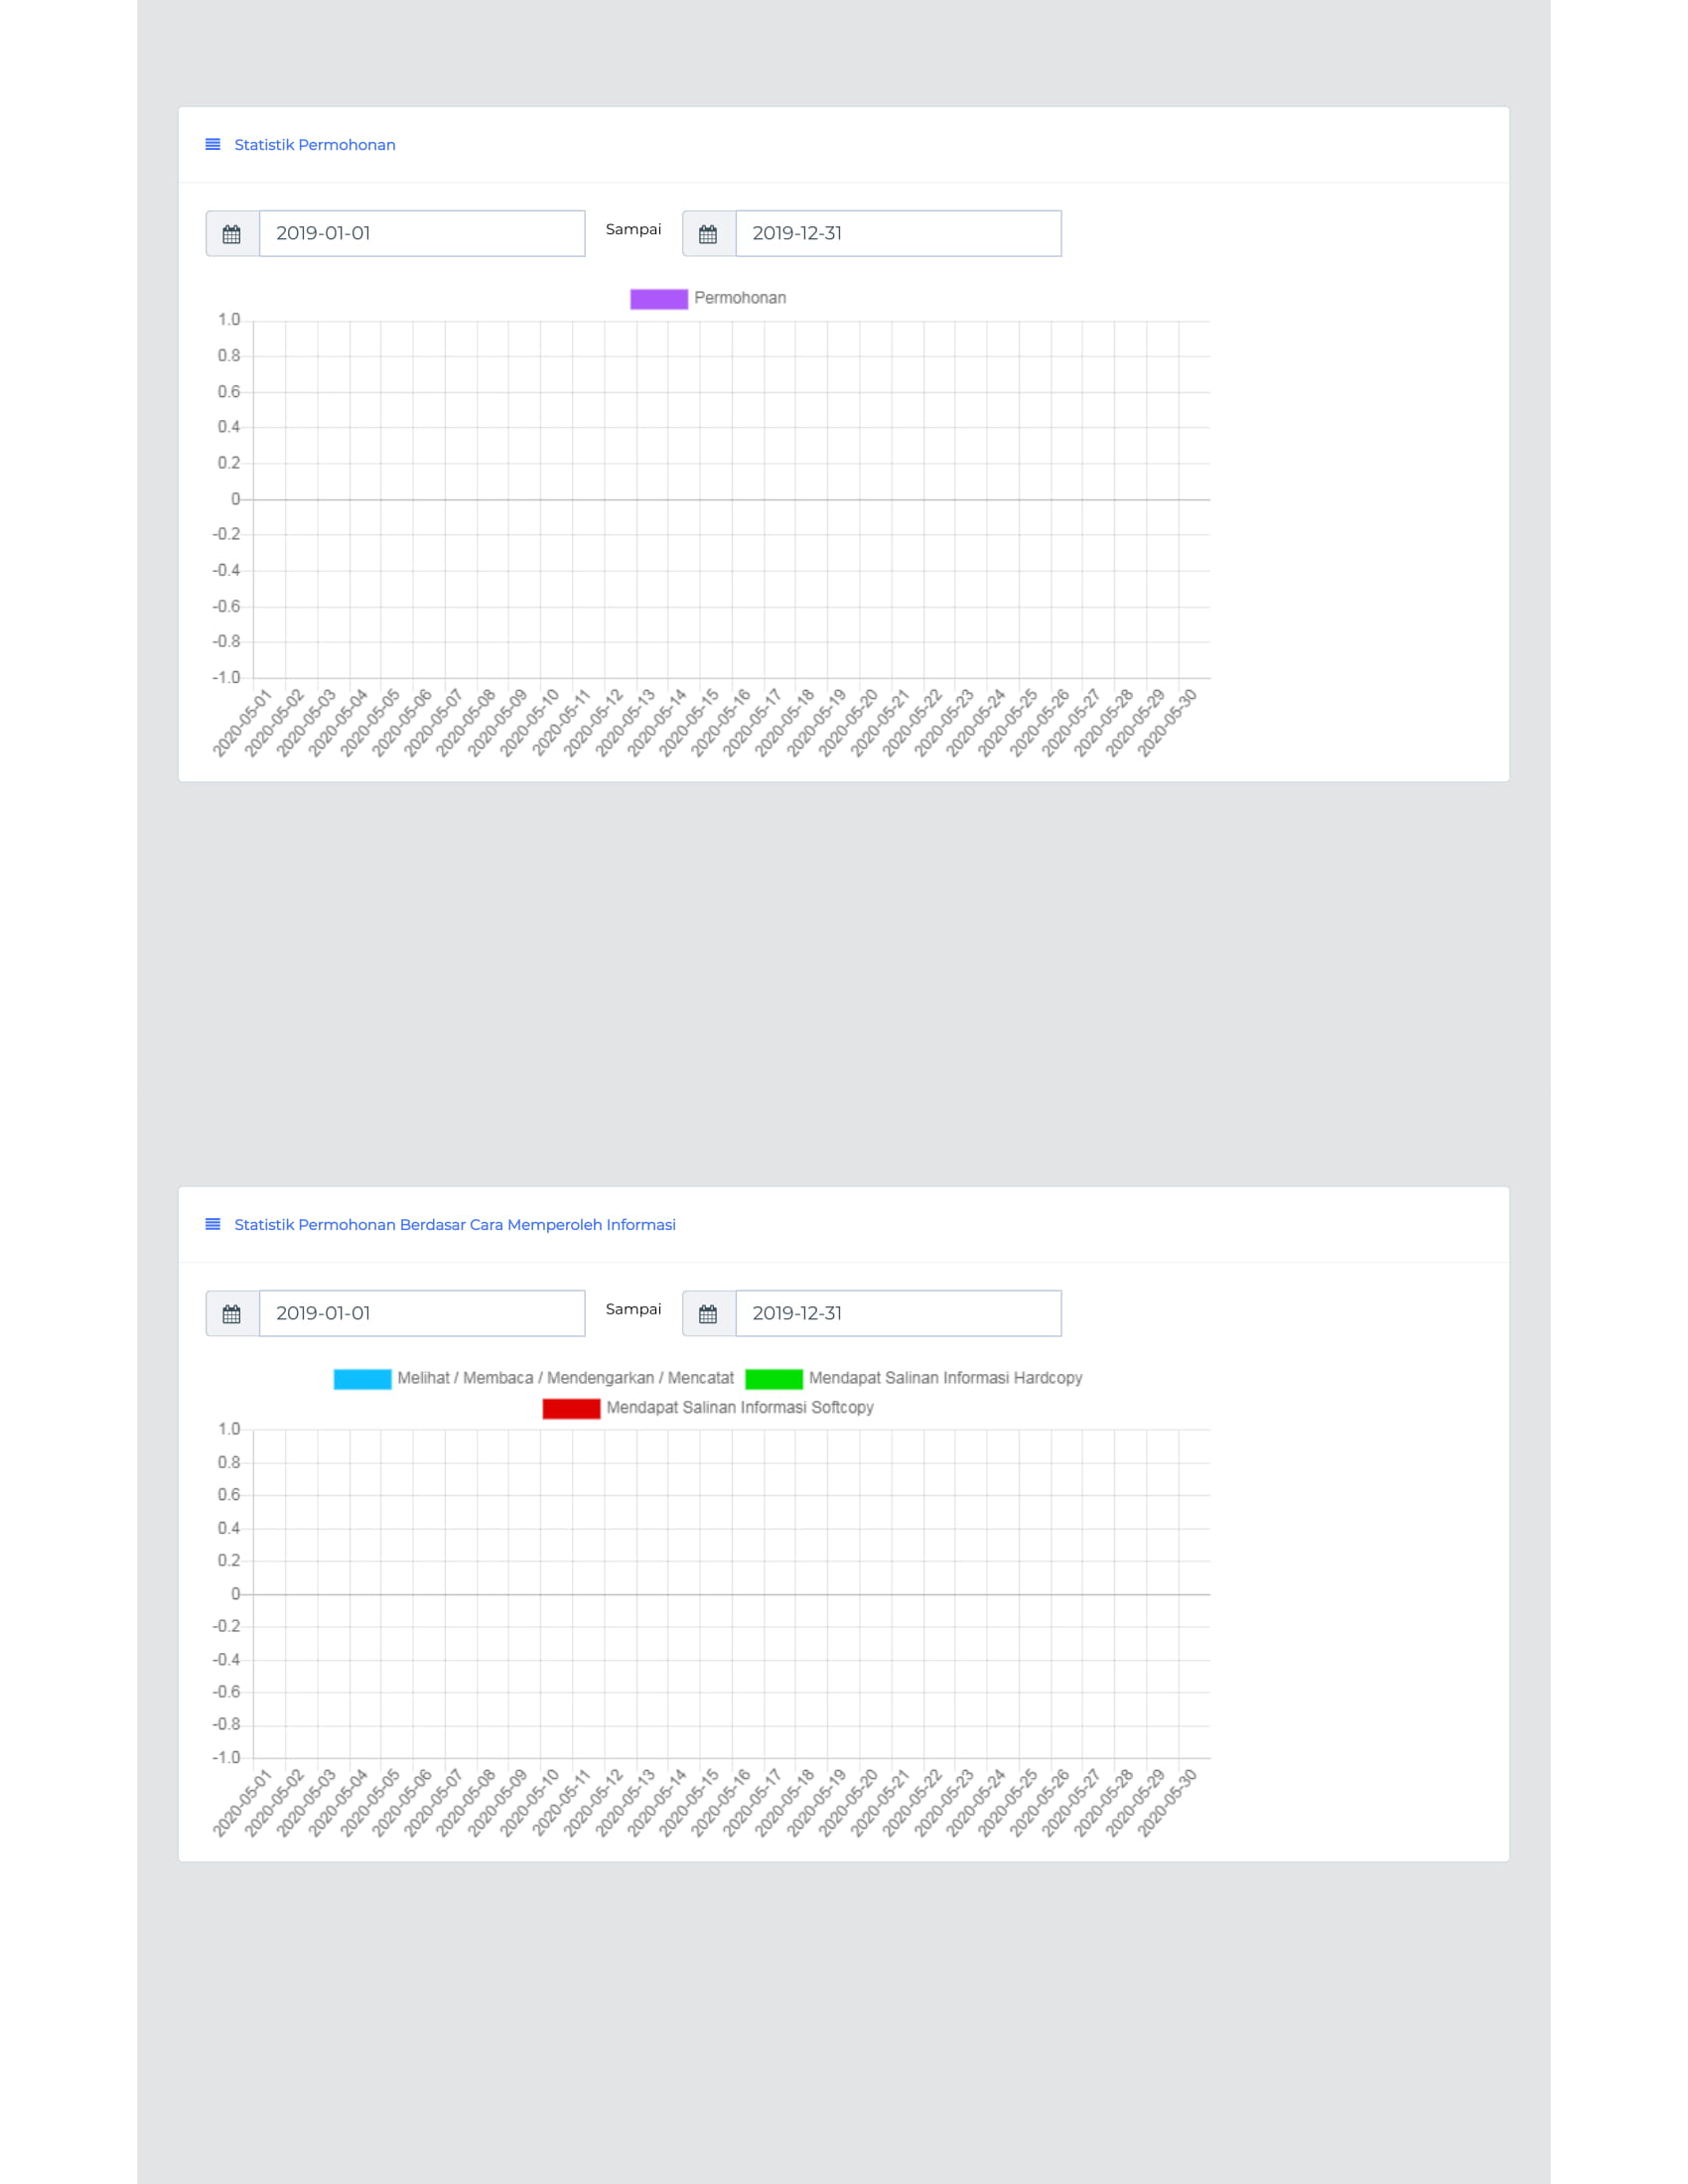 Statistik Permohonan
2019-01-01 Sampai 2019-12-31
Permohonan
1.0
0.8
0.6
0.4
0.2
0
-0.2
-0.4
-0.6
-0.8
-1.0
2020-05-01 2020-05-02 2020-05-03 2020-05-04 2020-05-05 2020-05-06 2020-05-07 2020-05-08 2020-05-09 2020-05-10 2020-05-11 2020-05-12 2020-05-13 2020-05-14 2020-05-15 2020-05-16 2020-05-17 2020-05-18 2020-05-19 2020-05-20 2020-05-21 2020-05-22 2020-05-23 2020-05-24 2020-05-25 2020-05-26 2020-05-27 2020-05-28 2020-05-29 2020-05-30
Statistik Permohonan Berdasar Cara Memperoleh Informasi
2019-01-01 Sampai 2019-12-31
Melihat / Membaca / Mendengarkan / Mencatat Mendapat Salinan Informasi Hardcopy
Mendapat Salinan Informasi Softcopy
1.0
0.8
0.6
0.4
0.2
0
-0.2
-0.4
-0.6
-0.8
-1.0
2020-05-01 2020-05-02 2020-05-03 2020-05-04 2020-05-05 2020-05-06 2020-05-07 2020-05-08 2020-05-09 2020-05-10 2020-05-11 2020-05-12 2020-05-13 2020-05-14 2020-05-15 2020-05-16 2020-05-17 2020-05-18 2020-05-19 2020-05-20 2020-05-21 2020-05-22 2020-05-23 2020-05-24 2020-05-25 2020-05-26 2020-05-27 2020-05-28 2020-05-29 2020-05-30